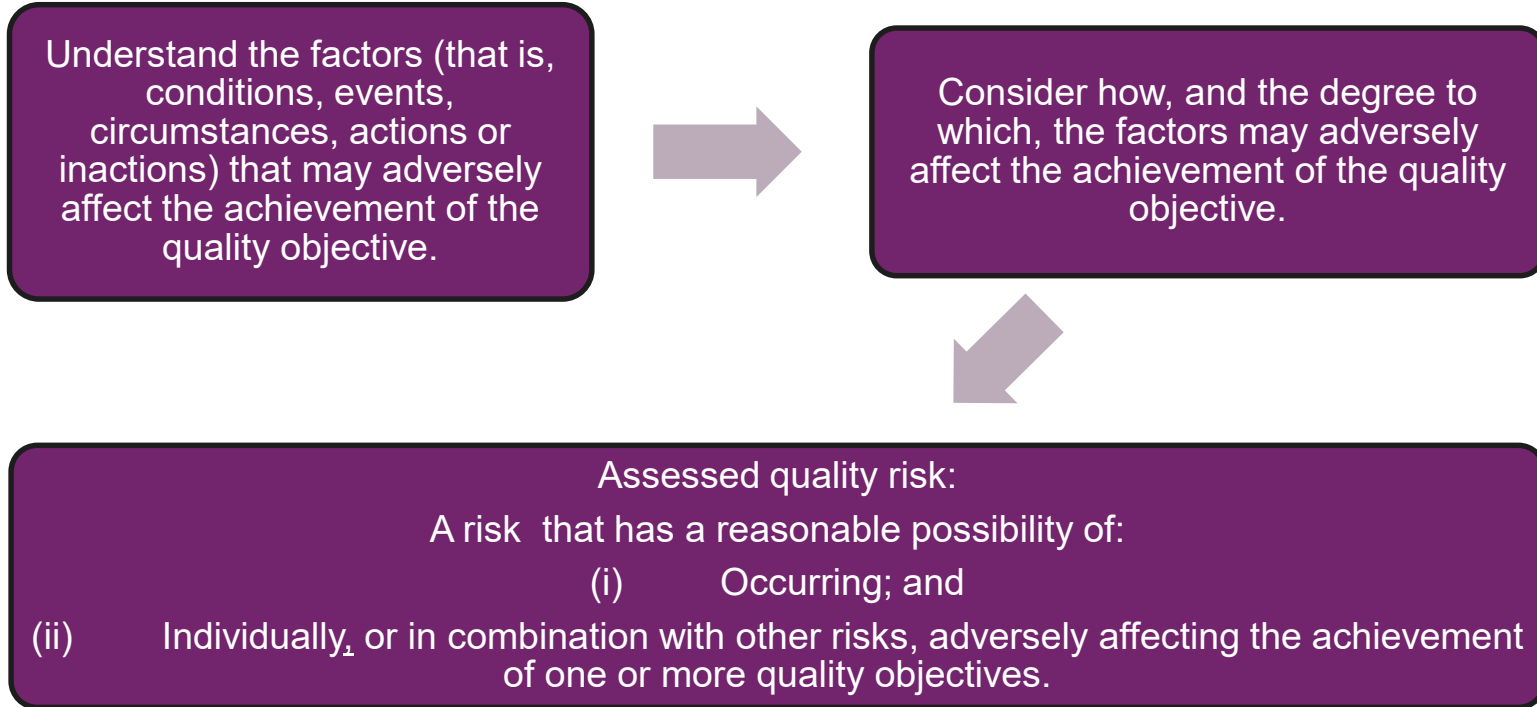 Understand the factors (that is,
conditions, events,
circumstances, actions or
inactions) that may adversely
affect the achievement of the
quality objective.
Consider how, and the degree to
which, the factors may adversely
affect the achievement of the quality
objective.
Assessed quality risk:
A risk  that has a reasonable possibility of:
(i) Occurring; and
(ii) Individually, or in combination with other risks, adversely affecting the achievement
of one or more quality objectives.